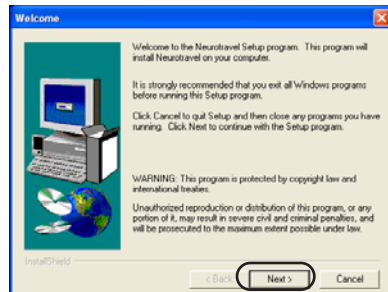 Welcome
Welcome to the Neurotravel Setup program. This program will
install Neurotravel on your computer.
It is strongly recommended that you exit all Windows programs
before running this Setup program.
Click Cancel to quit Setup and then close any programs you have
running. Click Next to continue with the Setup program.
WARNING: This program is protected by copyright law and
international treaties.
Unauthorized reproduction or distribution of this program, or any
portion of it, may result in severe civil and criminal penalties, and
will be prosecuted to the maximum extent possible under law.
InstallShield
< Back Next > Cancel